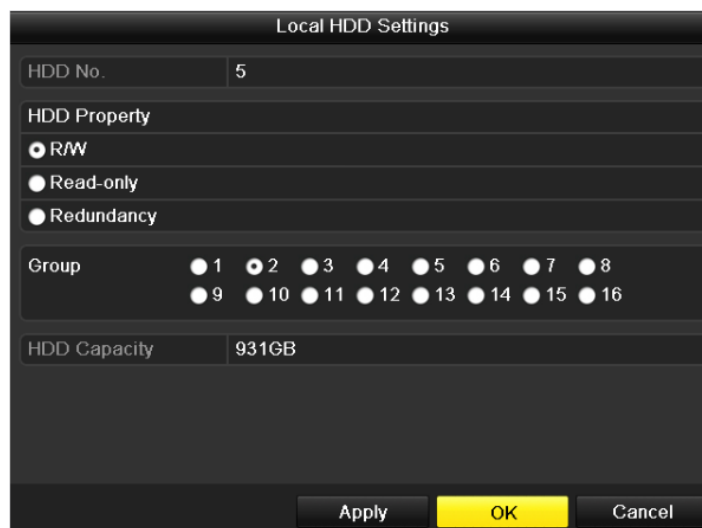 Local HDD Settings
HDD No. 5
HDD Property
R/W
Read-only
Redundancy
Group 1 2 3 4 5 6 7 8
9 10 11 12 13 14 15 16
HDD Capacity 931GB
Apply OK Cancel